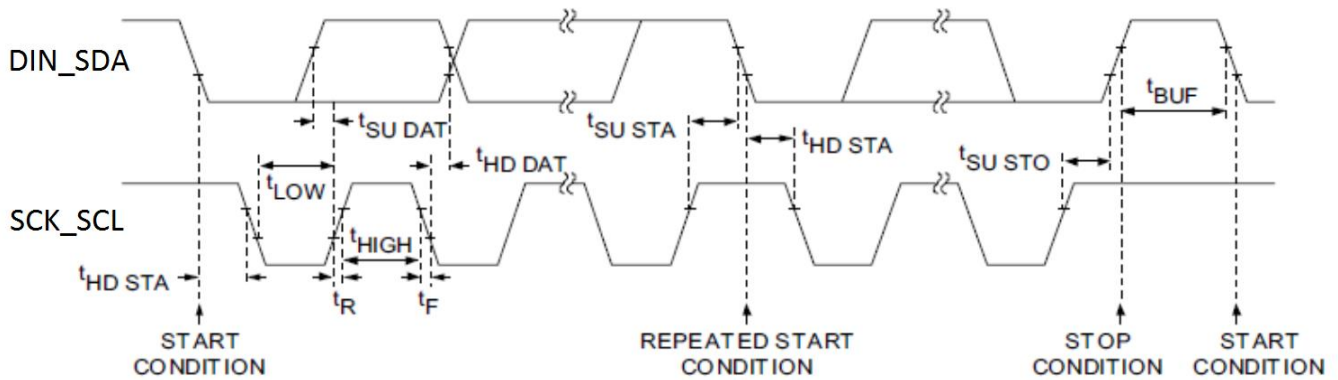 DIN_SDA
tBUF
tSU DAT
tSU STA
tHD STA
tHD DAT
tSU STO
tLOW
SCK_SCL
tHIGH
tHD STA
tR
tF
START
CONDITION
REPEATED START
CONDITION
STOP
CONDITION
START
CONDITION